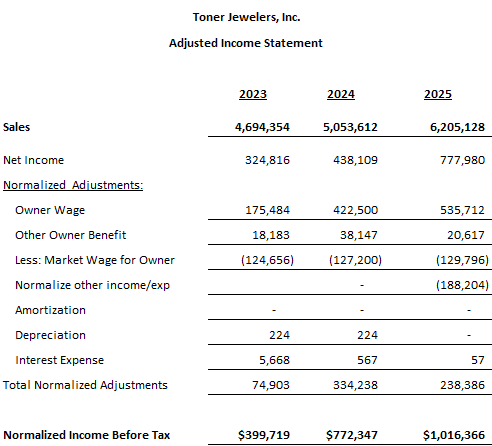 Toner Jewelers, Inc.
Adjusted Income Statement
2023 2024 2025
Sales 4,694,354 5,053,612 6,205,128
Net Income 324,816 438,109 777,980
Normalized Adjustments:
Owner Wage 175,484 422,500 535,712
Other Owner Benefit 18,183 38,147 20,617
Less: Market Wage for Owner (124,656) (127,200) (129,796)
Normalize other income/exp - (188,204)
Amortization - - -
Depreciation 224 224 -
Interest Expense 5,668 567 57
Total Normalized Adjustments 74,903 334,238 238,386
Normalized Income Before Tax $399,719 $772,347 $1,016,366